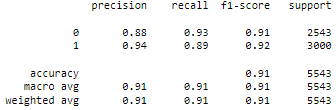 precision recall f1-score support
0 0.88 0.93 0.91 2543
1 0.94 0.89 0.92 3000
accuracy 0.91 5543
macro avg 0.91 0.91 0.91 5543
weighted avg 0.91 0.91 0.91 5543